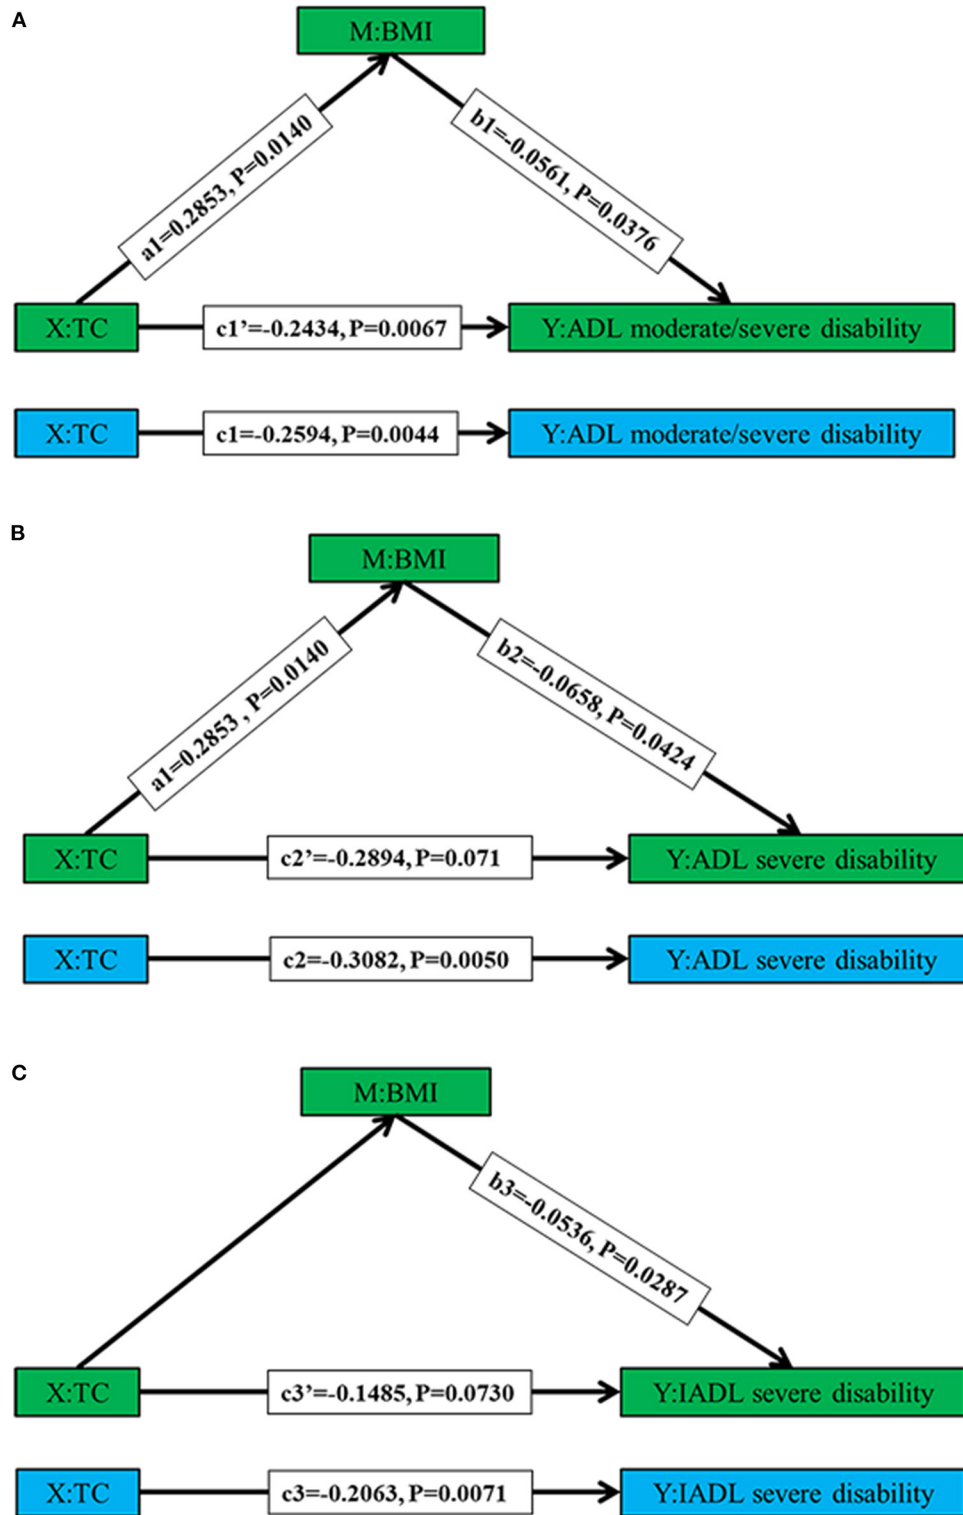 A
M:BMI
a1=0.2853, P=0.0140
b1=-0.0561, P=0.0376
X:TC
c1’=-0.2434, P=0.0067
Y:ADL moderate/severe disability
X:TC
c1=-0.2594, P=0.0044
Y:ADL moderate/severe disability
B
M:BMI
a1=0.2853 , P=0.0140
b2=-0.0658, P=0.0424
X:TC
c2’=-0.2894, P=0.071
Y:ADL severe disability
X:TC
c2=-0.3082, P=0.0050
Y:ADL severe disability
C
M:BMI
b3=-0.0536, P=0.0287
X:TC
c3’=-0.1485, P=0.0730
Y:IADL severe disability
X:TC
c3=-0.2063, P=0.0071
Y:IADL severe disability